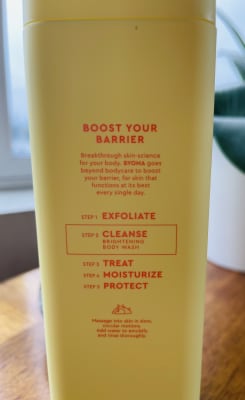 BOOST YOUR
BARRIER
Breakthrough skin-science
for your body. BYOMA goes
beyond bodycare to boost
your barrier, for skin that
functions at its best
every single day.
STEP 1 EXFOLIATE
STEP 2 CLEANSE
BRIGHTENING
BODY WASH
STEP 3 TREAT
STEP 4 MOISTURIZE
STEP 5 PROTECT
Massage into skin in slow,
circular motions.
Add water to emulsify
and rinse thoroughly.